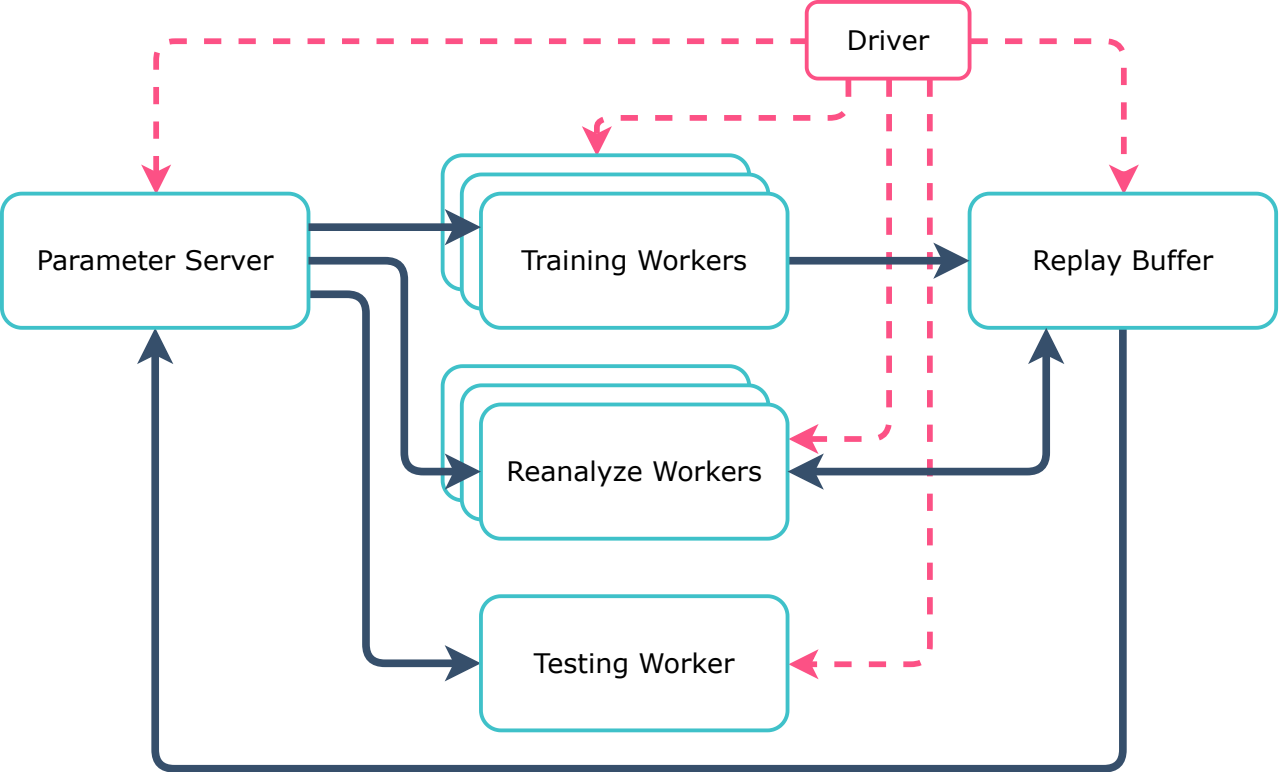 Driver
Parameter Server
Training Workers
Replay Buffer
Reanalyze Workers
Testing Worker